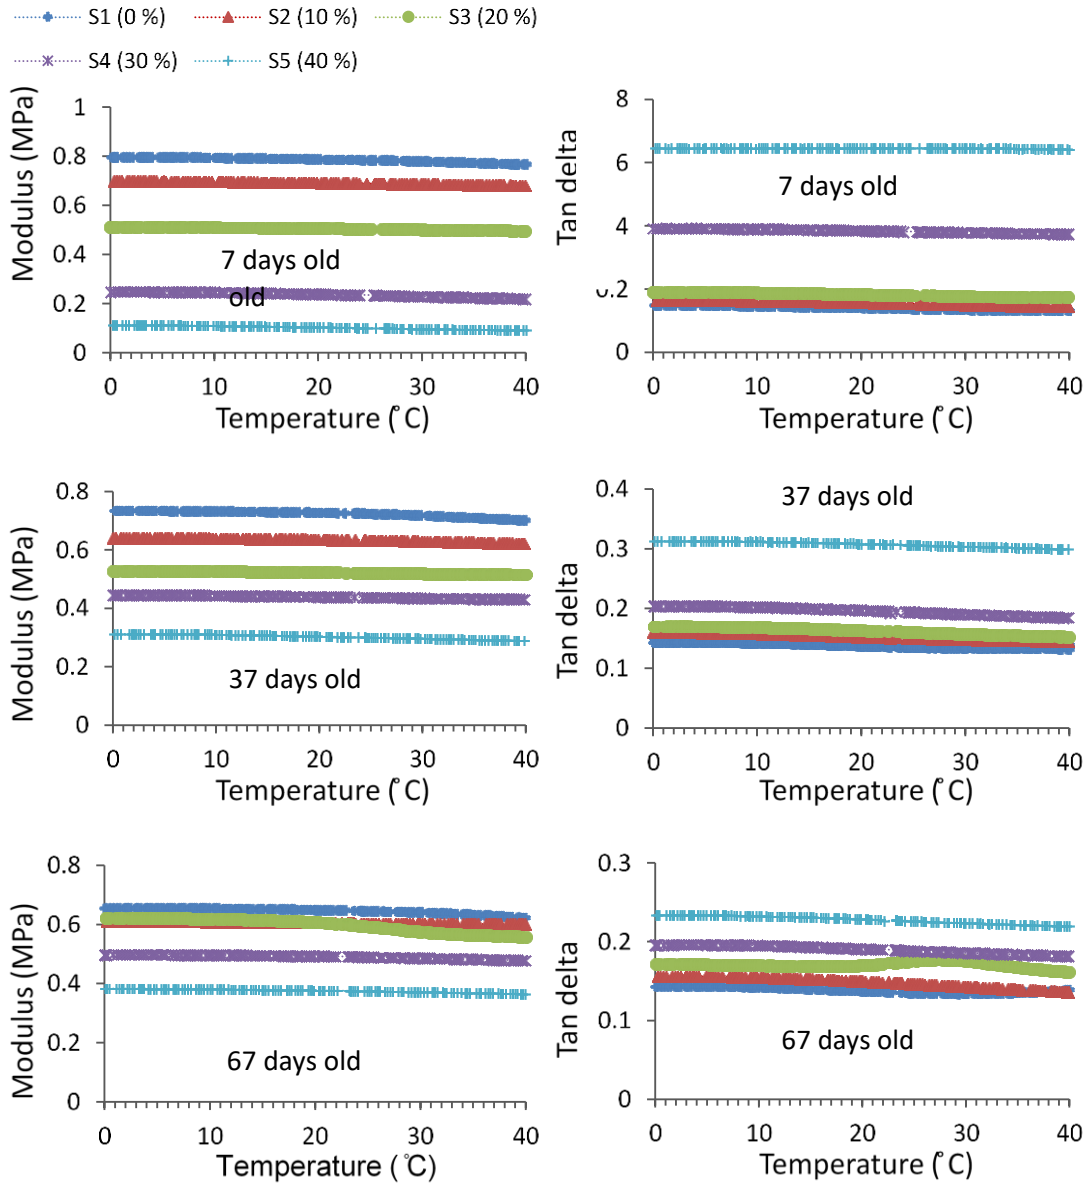 S1 (0 %) S2 (10 %) S3 (20 %)
S4 (30 %) S5 (40 %)
Modulus (MPa)
1
0.8
0.6
0.4
0.2
0
7 days old
old
0 10 20 30 40
Temperature (°C)
Tan delta
8
6
4
0.2
0
7 days old
0 10 20 30 40
Temperature (°C)
Modulus (MPa)
0.8
0.6
0.4
0.2
0
37 days old
0 10 20 30 40
Temperature (°C)
Tan delta
0.4
0.3
0.2
0.1
0
37 days old
0 10 20 30 40
Temperature (°C)
Modulus (MPa)
0.8
0.6
0.4
0.2
0
67 days old
0 10 20 30 40
Temperature (°C)
Tan delta
0.3
0.2
0.1
0
67 days old
0 10 20 30 40
Temperature (°C)